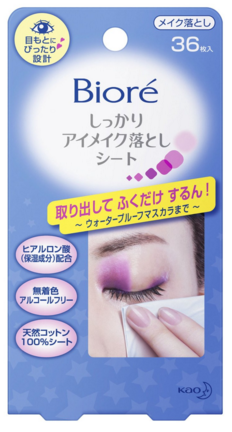 目もとに
ぴったり
設計
メイク落とし
36枚入
Bioré
しっかり
アイメイク落とし
シート
取り出して ふくだけ するん！
～ ウォータープルーフマスカラまで ～
ヒアルロン酸
（保湿成分）配合
無着色
アルコールフリー
天然コットン
100%シート
Kao